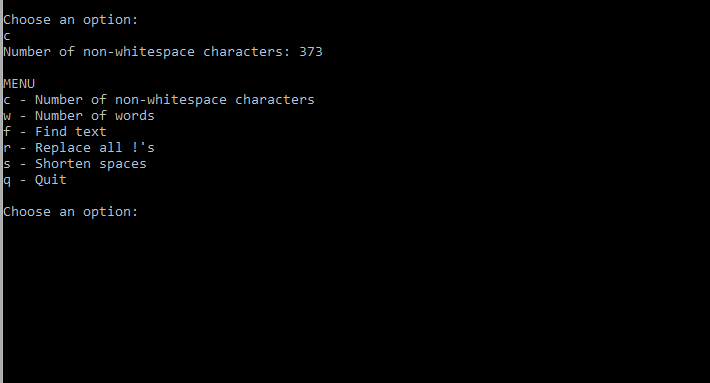 Choose an option:
c
Number of non-whitespace characters: 373
MENU
c - Number of non-whitespace characters
w - Number of words
f - Find text
r - Replace all !'s
s - Shorten spaces
q - Quit
Choose an option: